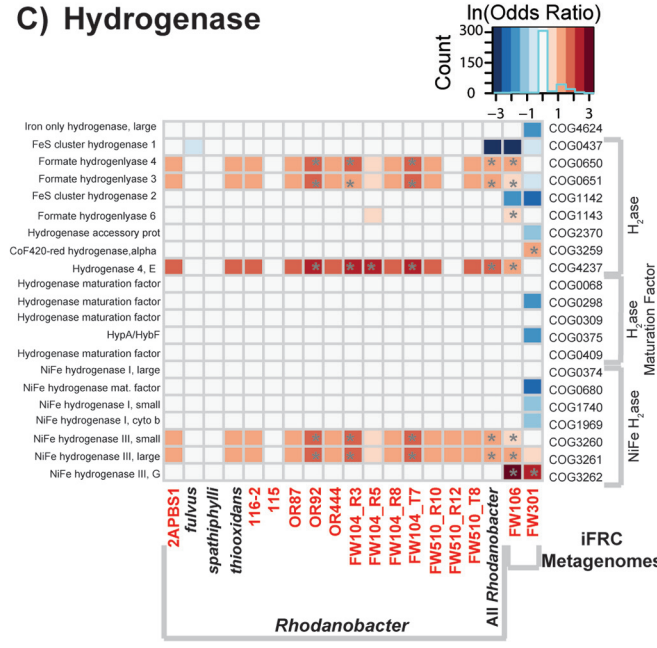 C) Hydrogenase
ln(Odds Ratio)
Count
300
150
0
−3 −1 1 3
Iron only hydrogenase, large COG4624
FeS cluster hydrogenase 1 COG0437
Formate hydrogenlyase 4 COG0650
Formate hydrogenlyase 3 COG0651
FeS cluster hydrogenase 2 COG1142
Formate hydrogenlyase 6 COG1143
Hydrogenase accessory prot COG2370
CoF420-red hydrogenase,alpha COG3259
Hydrogenase 4, E COG4237
Hydrogenase maturation factor COG0068
Hydrogenase maturation factor COG0298
Hydrogenase maturation factor COG0309
HypA/HybF COG0375
Hydrogenase maturation factor COG0409
NiFe hydrogenase I, large COG0374
NiFe hydrogenase mat. factor COG0680
NiFe hydrogenase I, small COG1740
NiFe hydrogenase I, cyto b COG1969
NiFe hydrogenase III, small COG3260
NiFe hydrogenase III, large COG3261
NiFe hydrogenase III, G COG3262
H2ase
H2ase
Maturation Factor
NiFe H2ase
2APBS1
fulvus
spathiphylli
thiooxidans
116-2
115
OR87
OR92
OR444
FW104_R3
FW104_R5
FW104_R8
FW104_T7
FW510_R10
FW510_R12
FW510_T8
All Rhodanobacter
FW106
FW301
iFRC
Metagenomes
Rhodanobacter